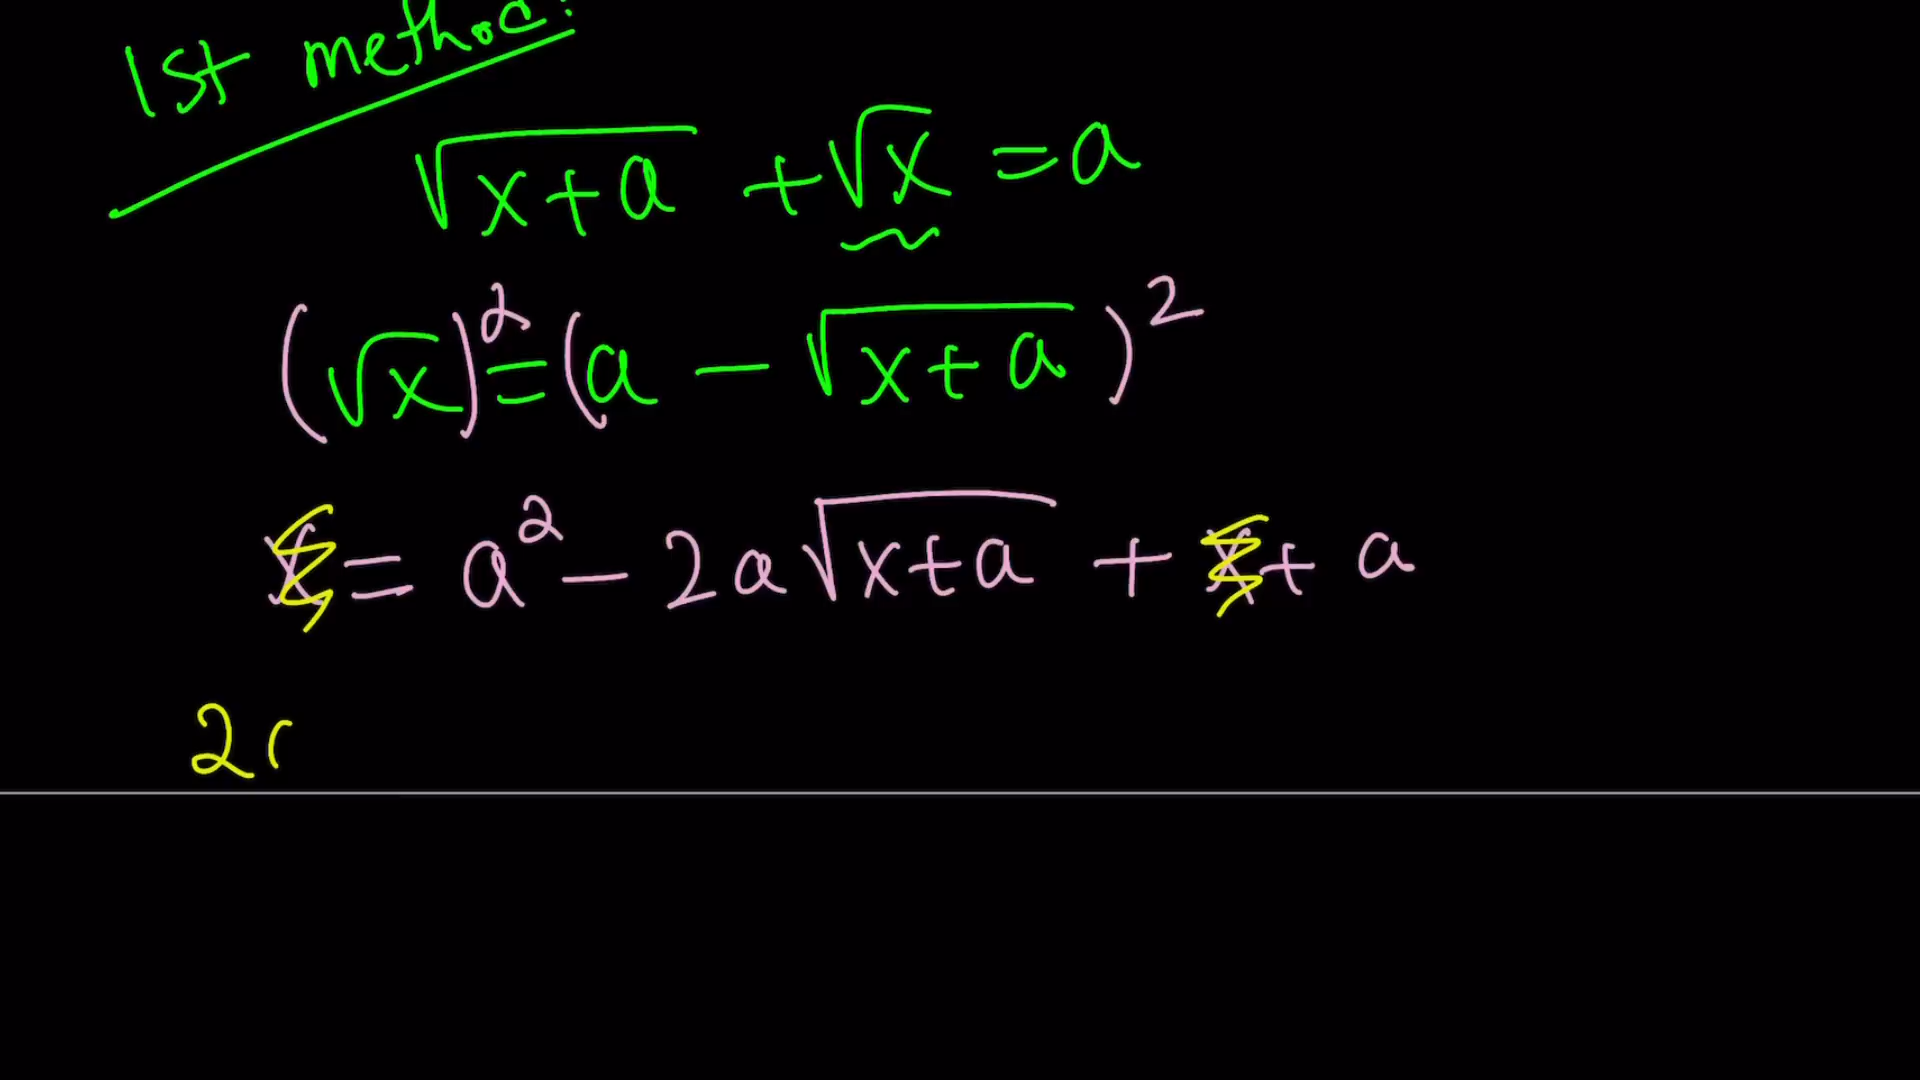 1st method:
√(x+a) + √x = a
(√x)² = (a - √(x+a))²
x = a² - 2a√(x+a) + x + a
2